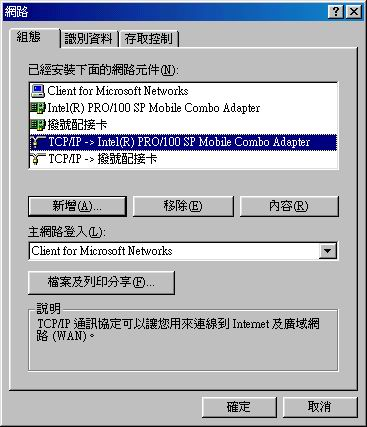 網路
組態 識別資料 存取控制
已經安裝下面的網路元件(N):
Client for Microsoft Networks
Intel(R) PRO/100 SP Mobile Combo Adapter
撥號配接卡
TCP/IP -> Intel(R) PRO/100 SP Mobile Combo Adapter
TCP/IP -> 撥號配接卡
新增(A)... 移除(E) 內容(R)
主網路登入(L):
Client for Microsoft Networks
檔案及列印分享(F)...
說明
TCP/IP 通訊協定可以讓您用來連線到 Internet 及廣域網
路 (WAN)。
確定 取消